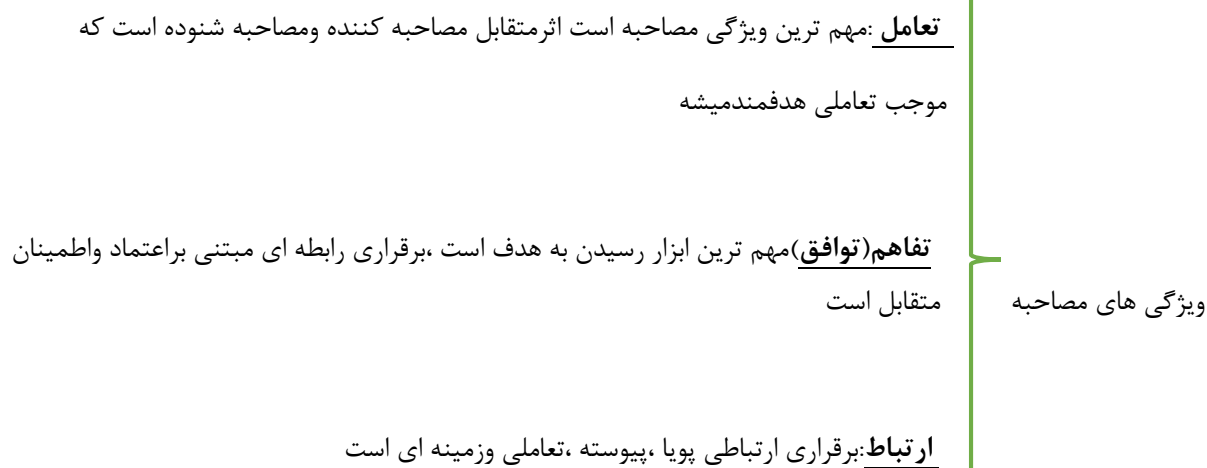 تعامل :مهم ترین ویژگی مصاحبه است اثرمتقابل مصاحبه کننده ومصاحبه شنوده است که
موجب تعاملی هدفمندمیشه
تفاهم(توافق)مهم ترین ابزار رسیدن به هدف است ،برقراری رابطه ای مبتنی براعتماد واطمینان
ویژگی های مصاحبه
متقابل است
ارتباط:برقراری ارتباطی پویا ،پیوسته ،تعاملی وزمینه ای است